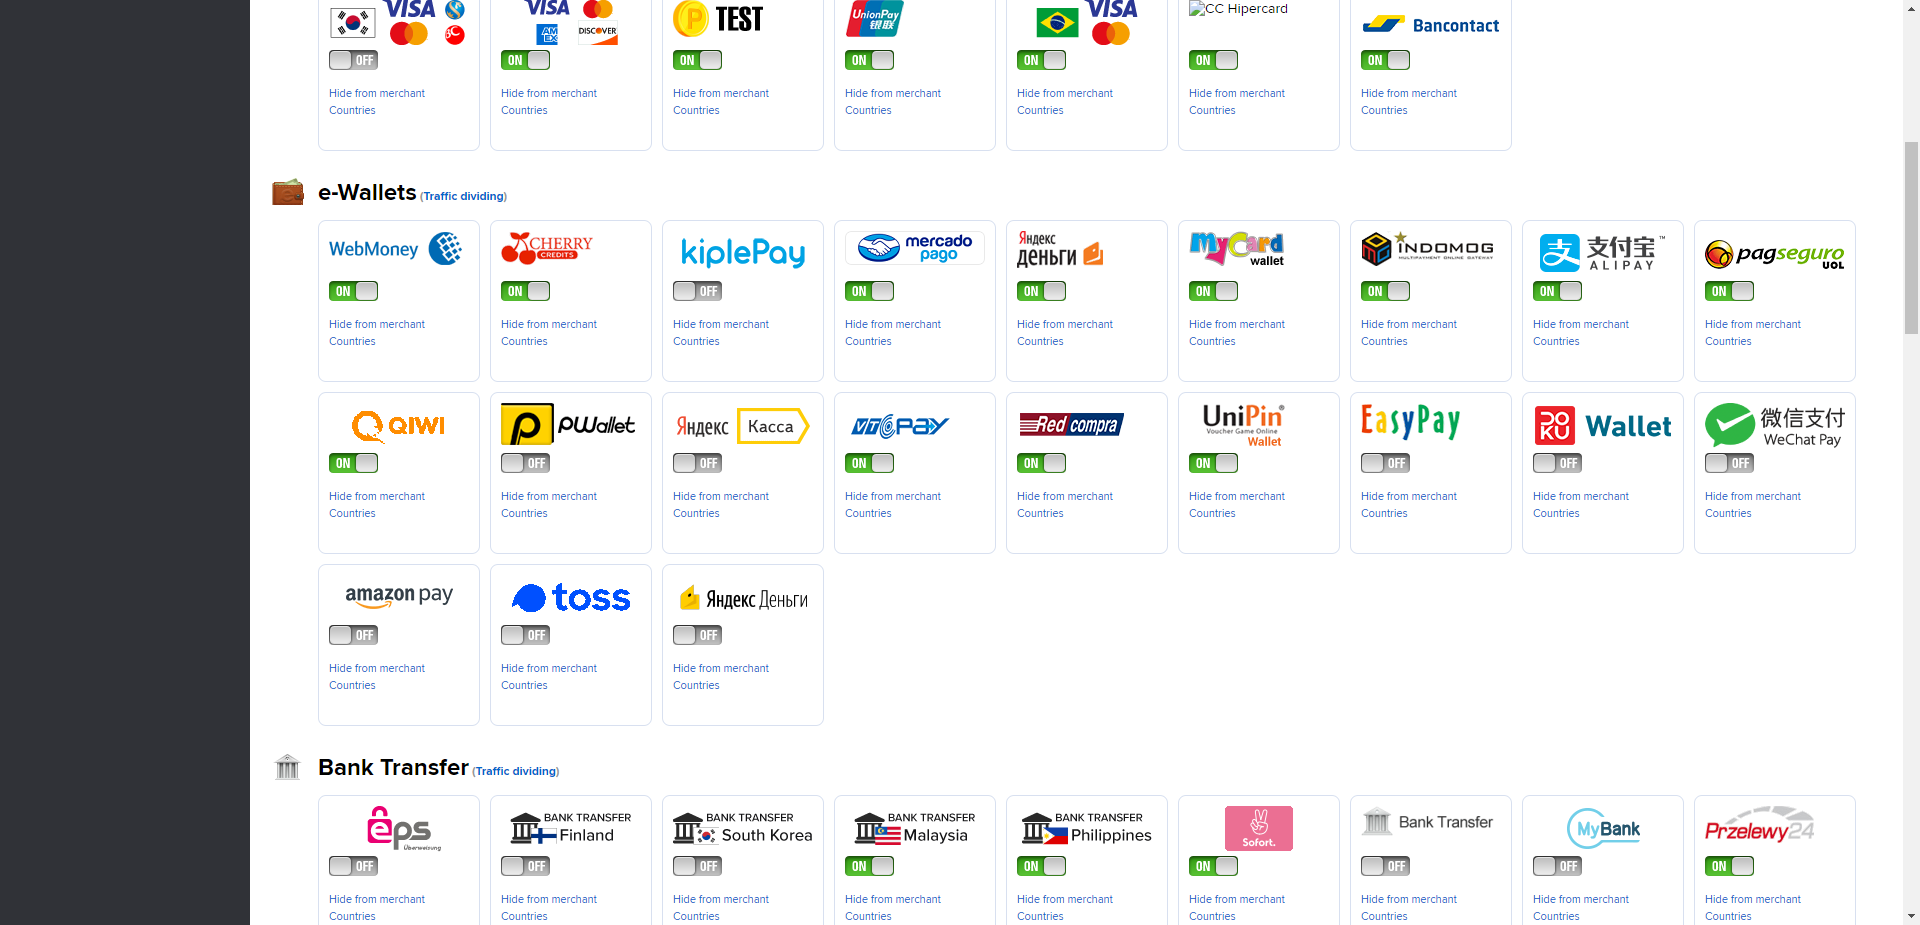 VISA
VISA
TEST
UnionPay
银联
VISA
CC Hipercard
Bancontact
AM
EX
DISCOVER
OFF
ON
ON
ON
ON
ON
ON
Hide from merchant
Hide from merchant
Hide from merchant
Hide from merchant
Hide from merchant
Hide from merchant
Hide from merchant
Countries
Countries
Countries
Countries
Countries
Countries
Countries
e-Wallets (Traffic dividing)
WebMoney
CHERRY
CREDITS
kiplePay
mercado
pago
Яндекс
деньги
MyCard
wallet
INDOMOG
MULTIPAYMENT ONLINE GATEWAY
支付宝™
ALIPAY
pagseguro
UOL
ON
ON
OFF
ON
ON
ON
ON
ON
ON
Hide from merchant
Hide from merchant
Hide from merchant
Hide from merchant
Hide from merchant
Hide from merchant
Hide from merchant
Hide from merchant
Hide from merchant
Countries
Countries
Countries
Countries
Countries
Countries
Countries
Countries
Countries
QIWI
PWallet
Яндекс Касса
VTCPAY
Redcompra
UniPin®
Voucher Game Online
Wallet
EasyPay
DOKU Wallet
微信支付
WeChat Pay
ON
OFF
OFF
ON
ON
ON
OFF
OFF
OFF
Hide from merchant
Hide from merchant
Hide from merchant
Hide from merchant
Hide from merchant
Hide from merchant
Hide from merchant
Hide from merchant
Hide from merchant
Countries
Countries
Countries
Countries
Countries
Countries
Countries
Countries
Countries
amazon pay
toss
Яндекс Деньги
OFF
OFF
OFF
Hide from merchant
Hide from merchant
Hide from merchant
Countries
Countries
Countries
Bank Transfer (Traffic dividing)
eps
Überweisung
BANK TRANSFER
Finland
BANK TRANSFER
South Korea
BANK TRANSFER
Malaysia
BANK TRANSFER
Philippines
Sofort.
Bank Transfer
MyBank
Przelewy24
OFF
OFF
OFF
ON
ON
ON
OFF
OFF
ON
Hide from merchant
Hide from merchant
Hide from merchant
Hide from merchant
Hide from merchant
Hide from merchant
Hide from merchant
Hide from merchant
Hide from merchant
Countries
Countries
Countries
Countries
Countries
Countries
Countries
Countries
Countries